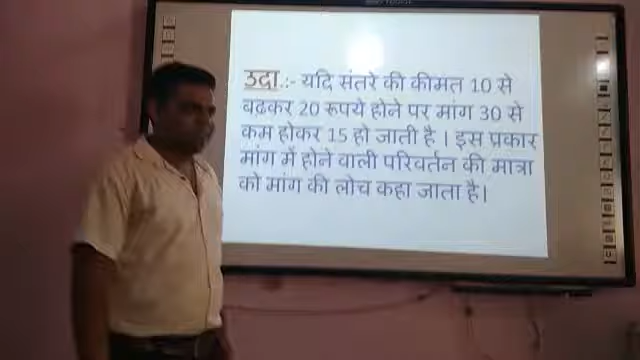 उदा.:- यदि संतरे की कीमत 10 से
बढ़कर 20 रूपये होने पर मांग 30 से
कम होकर 15 हो जाती है । इस प्रकार
मांग में होने वाली परिवर्तन की मात्रा
को मांग की लोच कहा जाता है।